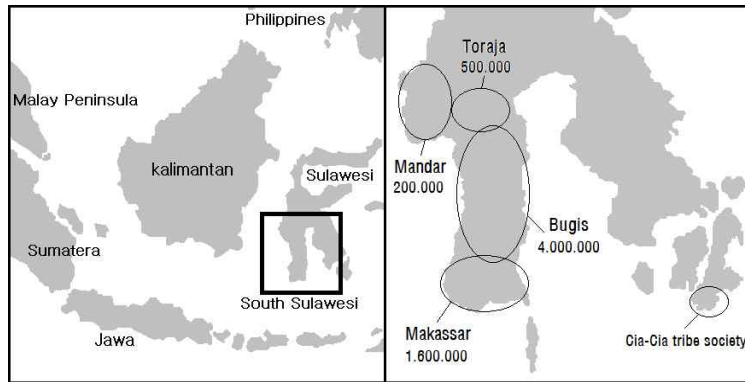 Philippines
Malay Peninsula
kalimantan
Sulawesi
Sumatera
South Sulawesi
Jawa
Toraja
500.000
Mandar
200.000
Bugis
4.000.000
Makassar
1.600.000
Cia-Cia tribe society